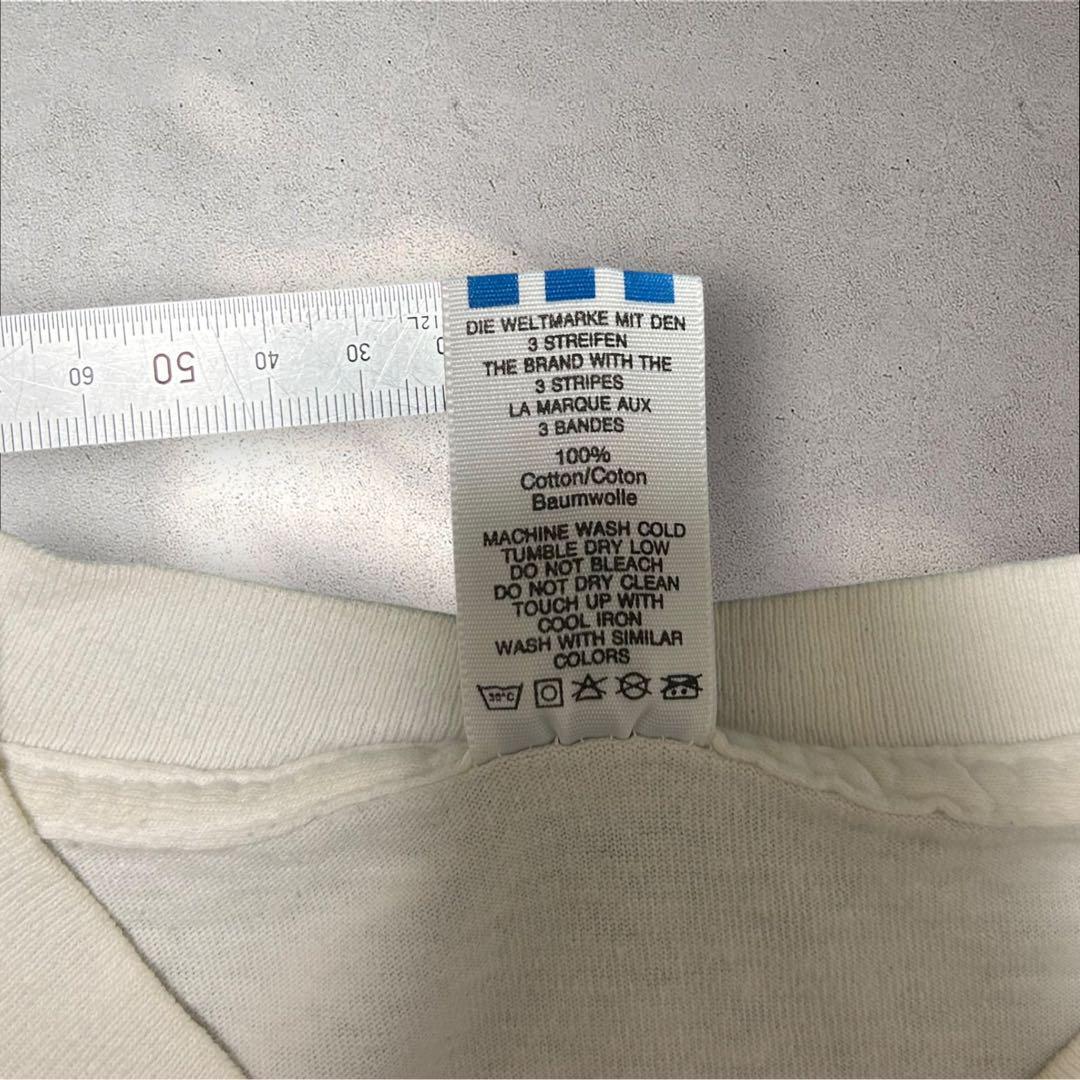 DIE WELTMARKE MIT DEN
3 STREIFEN
THE BRAND WITH THE
3 STRIPES
LA MARQUE AUX
3 BANDES
100%
Cotton/Coton
Baumwolle
MACHINE WASH COLD
TUMBLE DRY LOW
DO NOT BLEACH
DO NOT DRY CLEAN
TOUCH UP WITH
COOL IRON
WASH WITH SIMILAR
COLORS
30°C
60 50 40 30
12L